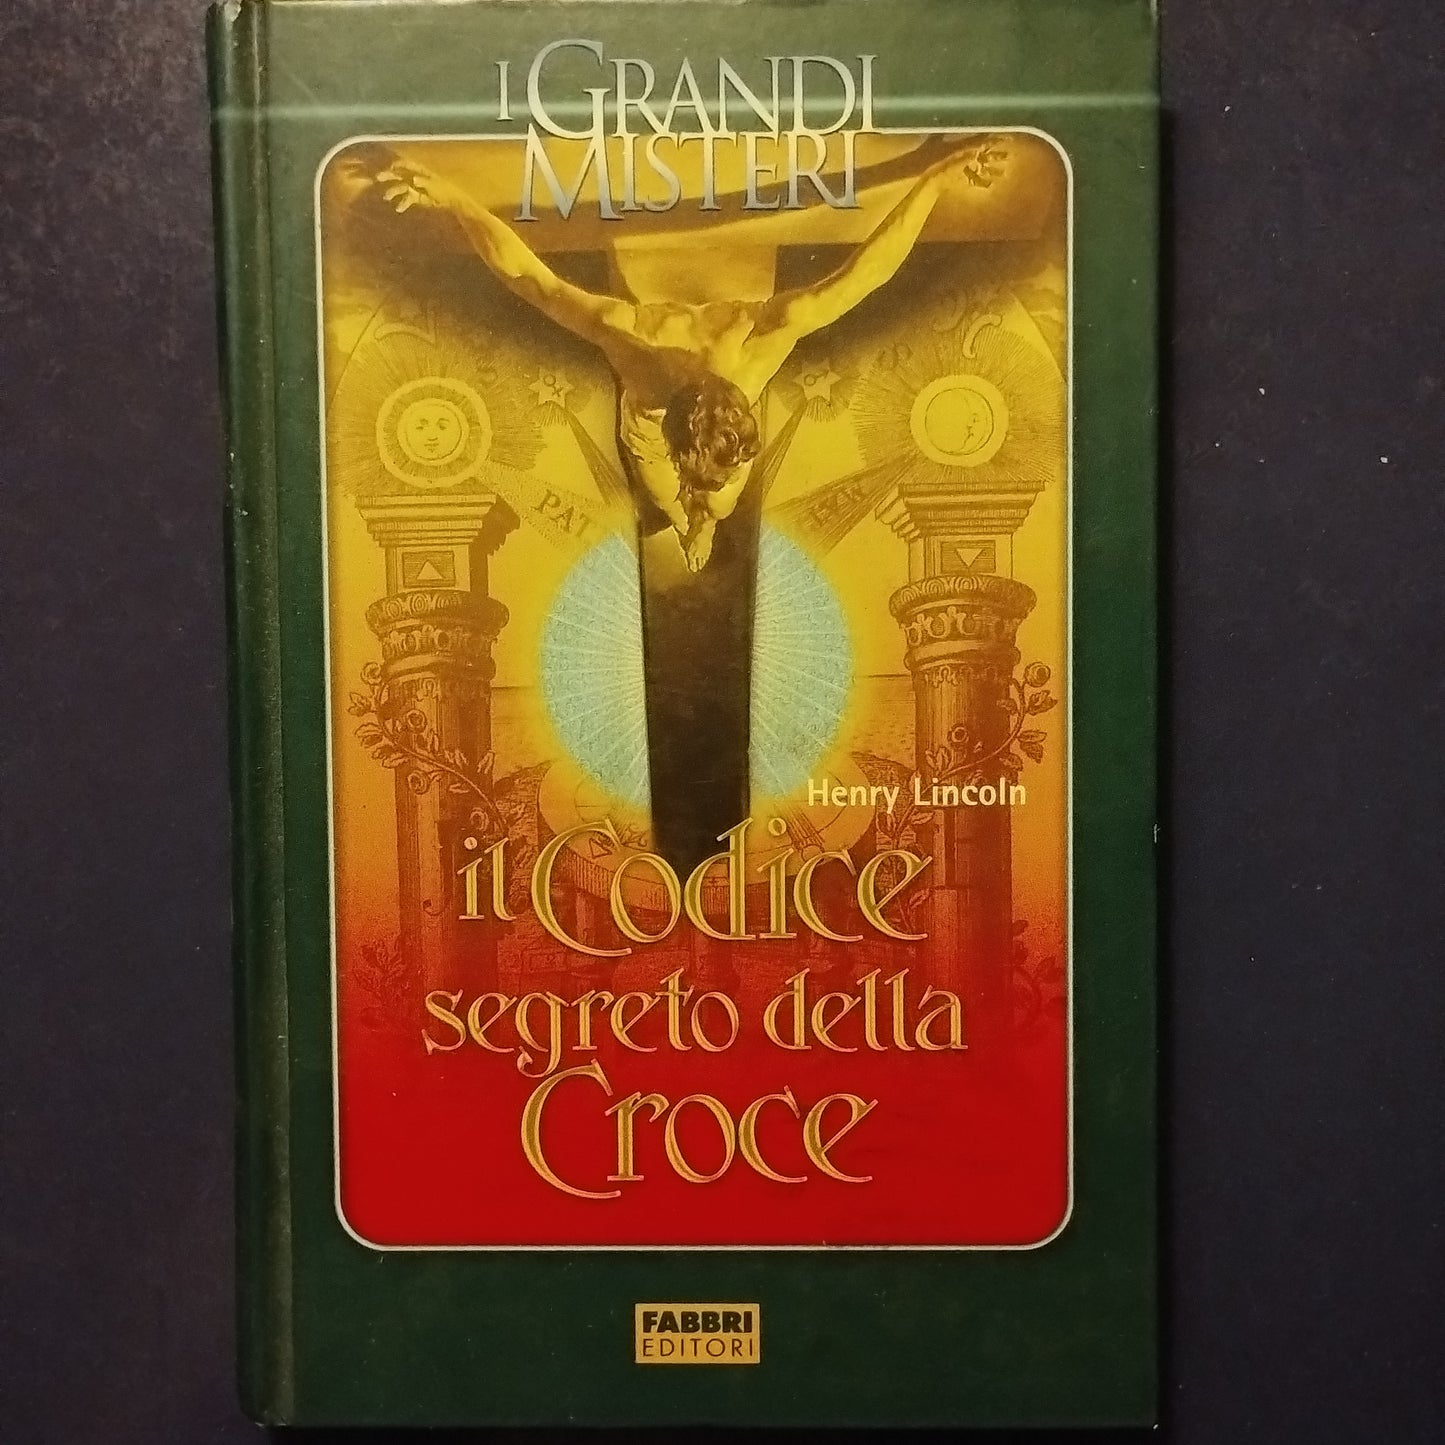 I GRANDI
MISTERI
PAT
Henry Lincoln
il Codice
segreto della
Croce
FABBRI
EDITORI